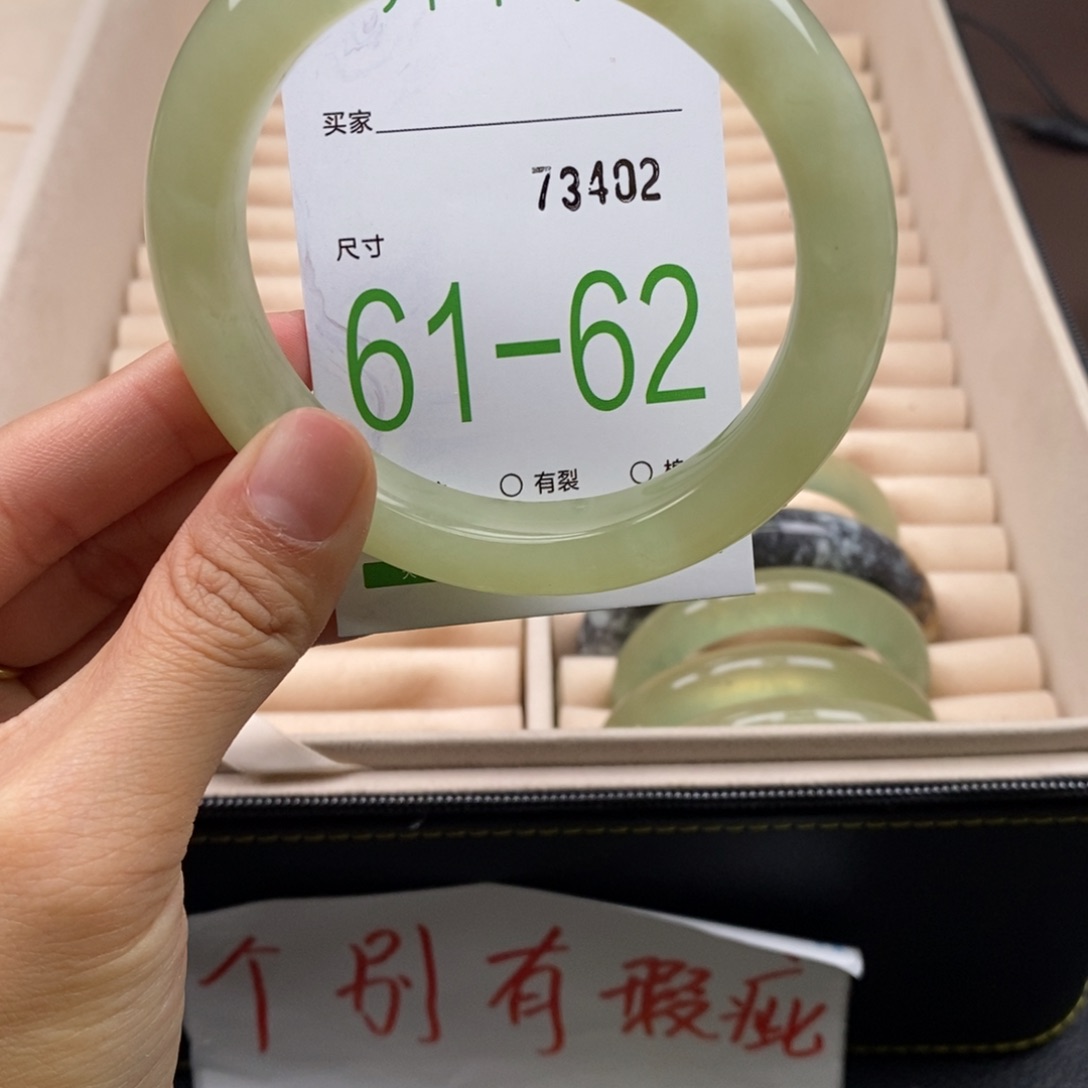 买家
73402
尺寸
61-62
○ 有裂 ○
个别有瑕疵